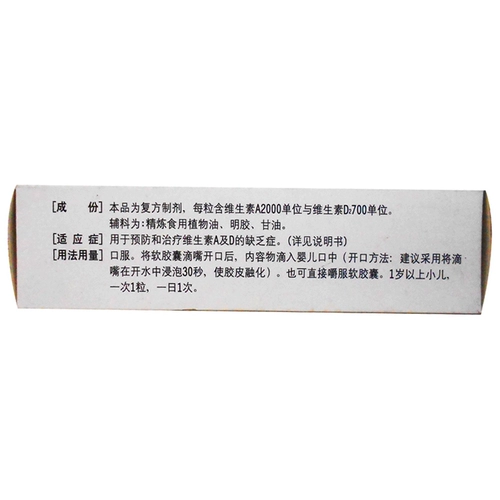 [成 份] 本品为复方制剂，每粒含维生素A2000单位与维生素D₂700单位。
辅料为:精炼食用植物油、明胶、甘油。
[适应症] 用于预防和治疗维生素A及D的缺乏症。(详见说明书)
[用法用量] 口服。将软胶囊滴嘴开口后，内容物滴入婴儿口中(开口方法: 建议采用将滴
嘴在开水中浸泡30秒，使胶皮融化)。也可直接嚼服软胶囊。1岁以上小儿，
一次1粒，一日1次。